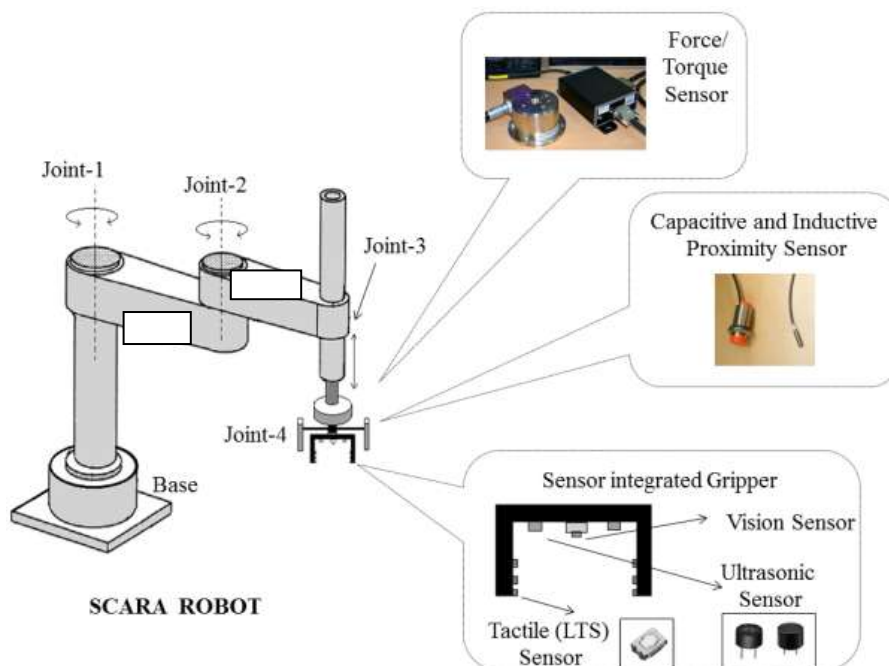 Force/
Torque
Sensor
Joint-1
Joint-2
Joint-3
Capacitive and Inductive
Proximity Sensor
Joint-4
Base
Sensor integrated Gripper
Vision Sensor
Ultrasonic
Sensor
Tactile (LTS)
Sensor
SCARA ROBOT